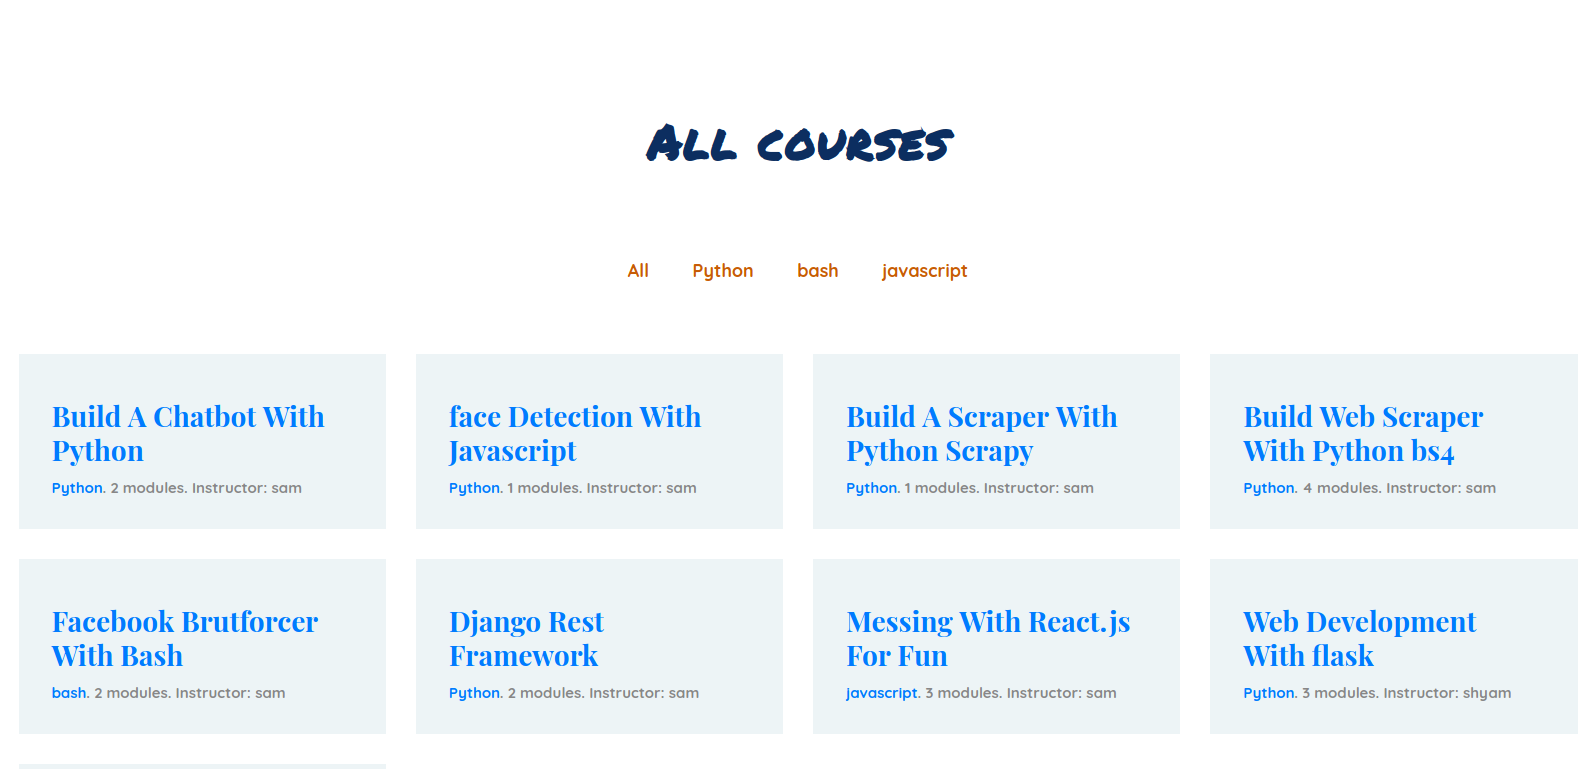 All courses
All Python bash javascript
Build A Chatbot With
Python
Python. 2 modules. Instructor: sam
face Detection With
Javascript
Python. 1 modules. Instructor: sam
Build A Scraper With
Python Scrapy
Python. 1 modules. Instructor: sam
Build Web Scraper
With Python bs4
Python. 4 modules. Instructor: sam
Facebook Brutforcer
With Bash
bash. 2 modules. Instructor: sam
Django Rest
Framework
Python. 2 modules. Instructor: sam
Messing With React.js
For Fun
javascript. 3 modules. Instructor: sam
Web Development
With flask
Python. 3 modules. Instructor: shyam